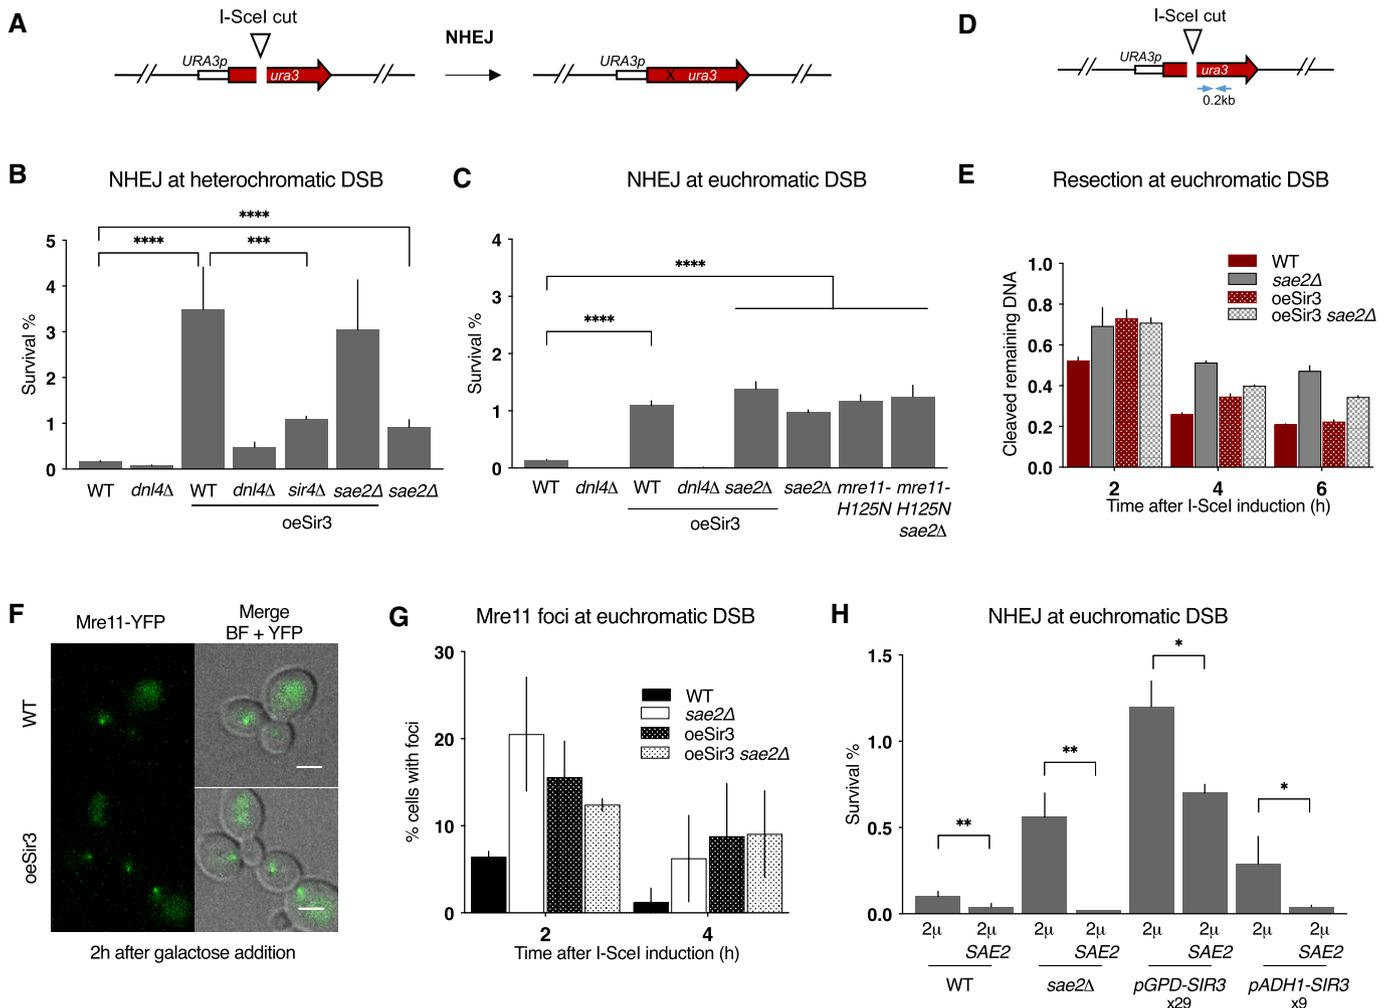 A
I-SceI cut
URA3p
ura3
NHEJ
URA3p
X
ura3
D
I-SceI cut
URA3p
ura3
0.2kb
B
NHEJ at heterochromatic DSB
****
****
***
Survival %
5
4
3
2
1
0
WT
dnl4Δ
WT
dnl4Δ
sir4Δ
sae2Δ
sae2Δ
oeSir3
C
NHEJ at euchromatic DSB
****
****
Survival %
4
3
2
1
0
WT
dnl4Δ
WT
dnl4Δ
sae2Δ
sae2Δ
mre11-
H125N
mre11-
H125N
sae2Δ
oeSir3
E
Resection at euchromatic DSB
WT
sae2Δ
oeSir3
oeSir3 sae2Δ
Cleaved remaining DNA
1.0
0.8
0.6
0.4
0.2
0.0
2
4
6
Time after I-SceI induction (h)
F
Mre11-YFP
Merge
BF + YFP
WT
oeSir3
2h after galactose addition
G
Mre11 foci at euchromatic DSB
WT
sae2Δ
oeSir3
oeSir3 sae2Δ
% cells with foci
30
20
10
0
2
4
Time after I-SceI induction (h)
H
NHEJ at euchromatic DSB
**
**
*
*
Survival %
1.5
1.0
0.5
0.0
2μ
2μ
SAE2
2μ
2μ
SAE2
2μ
2μ
SAE2
2μ
2μ
SAE2
WT
sae2Δ
pGPD-SIR3
x29
pADH1-SIR3
x9